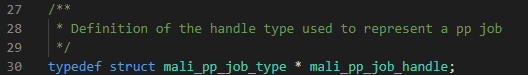 27 /**
28  * Definition of the handle type used to represent a pp job
29  */
30 typedef struct mali_pp_job_type * mali_pp_job_handle;